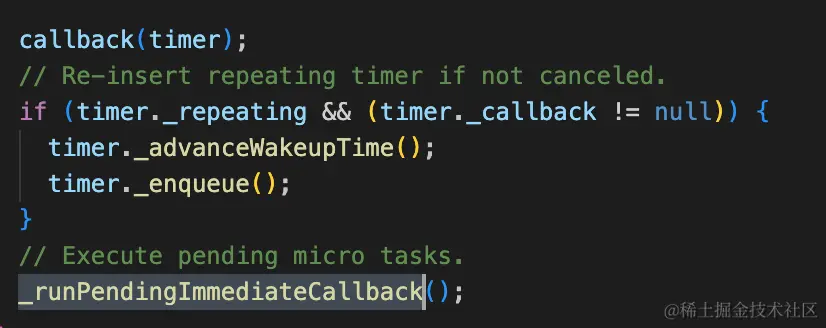 callback(timer);
// Re-insert repeating timer if not canceled.
if (timer._repeating && (timer._callback != null)) {
  timer._advanceWakeupTime();
  timer._enqueue();
}
// Execute pending micro tasks.
_runPendingImmediateCallback();
@稀土掘金技术社区